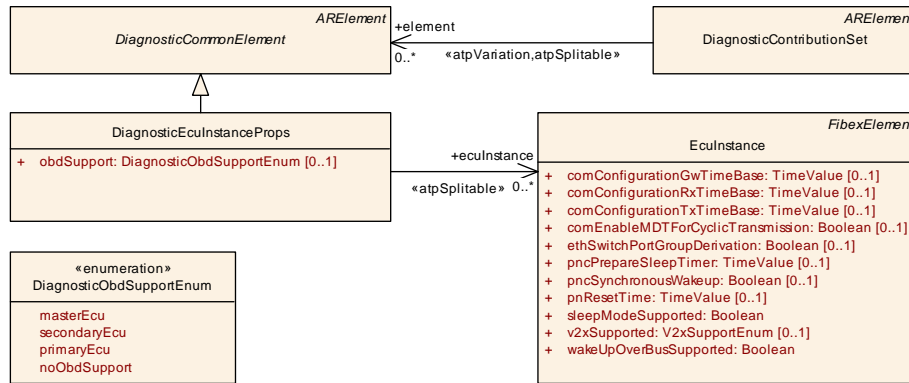 ARElement
DiagnosticCommonElement
+element
0..*
«atpVariation,atpSplitable»
ARElement
DiagnosticContributionSet
DiagnosticEcuInstanceProps
+ obdSupport: DiagnosticObdSupportEnum [0..1]
+ecuInstance
«atpSplitable»
0..*
FibexElement
EcuInstance
+ comConfigurationGwTimeBase: TimeValue [0..1]
+ comConfigurationRxTimeBase: TimeValue [0..1]
+ comConfigurationTxTimeBase: TimeValue [0..1]
+ comEnableMDTForCyclicTransmission: Boolean [0..1]
+ ethSwitchPortGroupDerivation: Boolean [0..1]
+ pncPrepareSleepTimer: TimeValue [0..1]
+ pncSynchronousWakeup: Boolean [0..1]
+ pnResetTime: TimeValue [0..1]
+ sleepModeSupported: Boolean
+ v2xSupported: V2xSupportEnum [0..1]
+ wakeUpOverBusSupported: Boolean
«enumeration»
DiagnosticObdSupportEnum
masterEcu
secondaryEcu
primaryEcu
noObdSupport